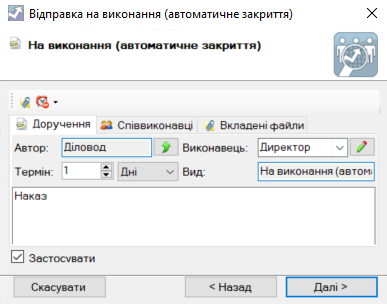 Відправка на виконання (автоматичне закриття)
На виконання (автоматичне закриття)
Доручення Співвиконавці Вкладені файли
Автор: Діловод Виконавець: Директор
Термін: 1 Дні Вид: На виконання (автом
Наказ
Застосувати
Скасувати < Назад Далі >